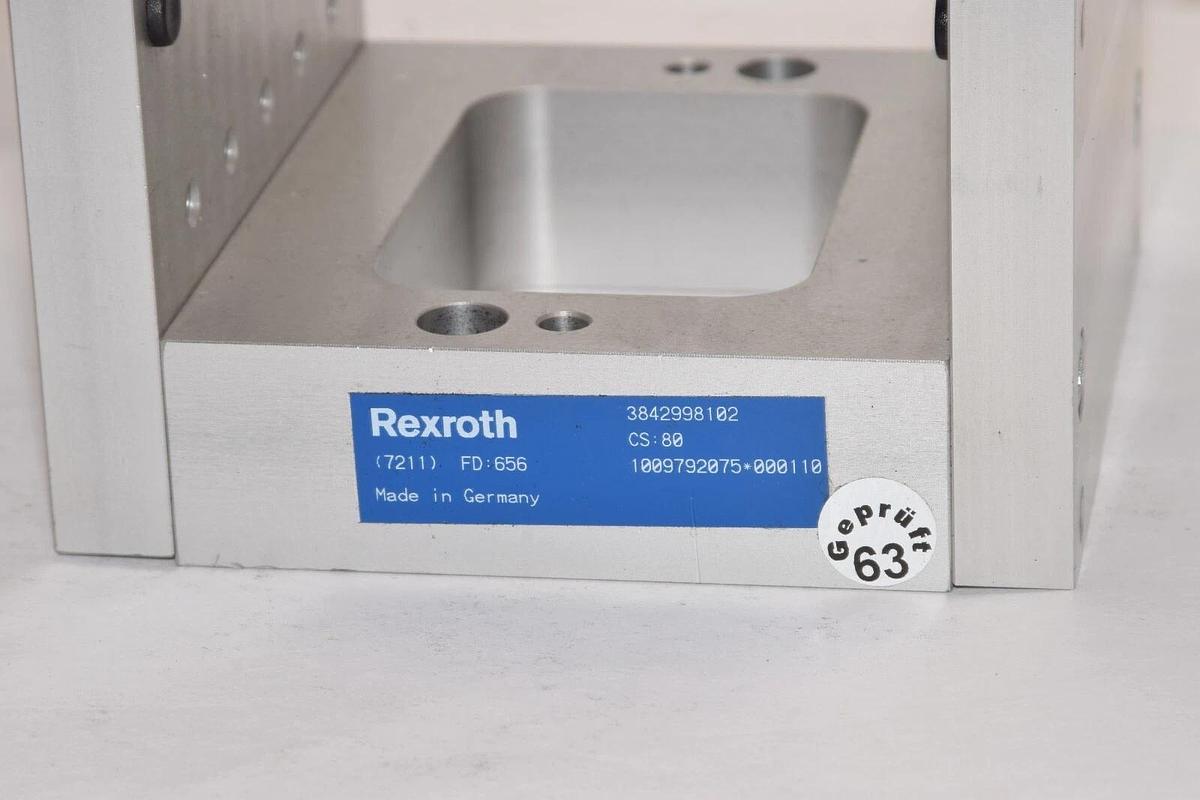 Rexroth
(7211) FD:656
Made in Germany
3842998102
CS:80
1009792075*000110
Geprüft
63